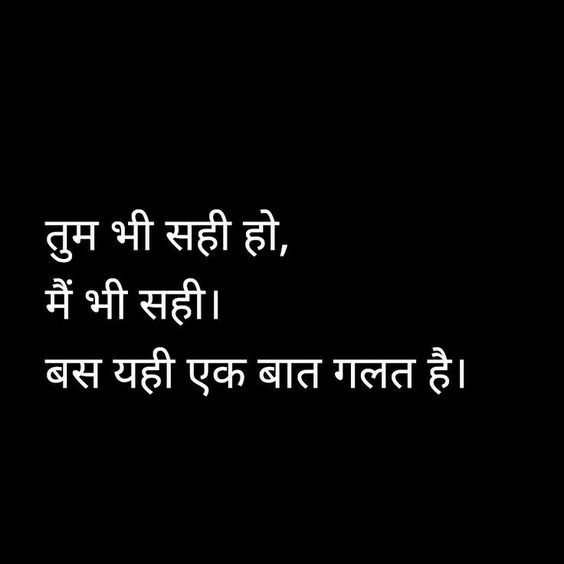 तुम भी सही हो,
मैं भी सही।
बस यही एक बात गलत है।